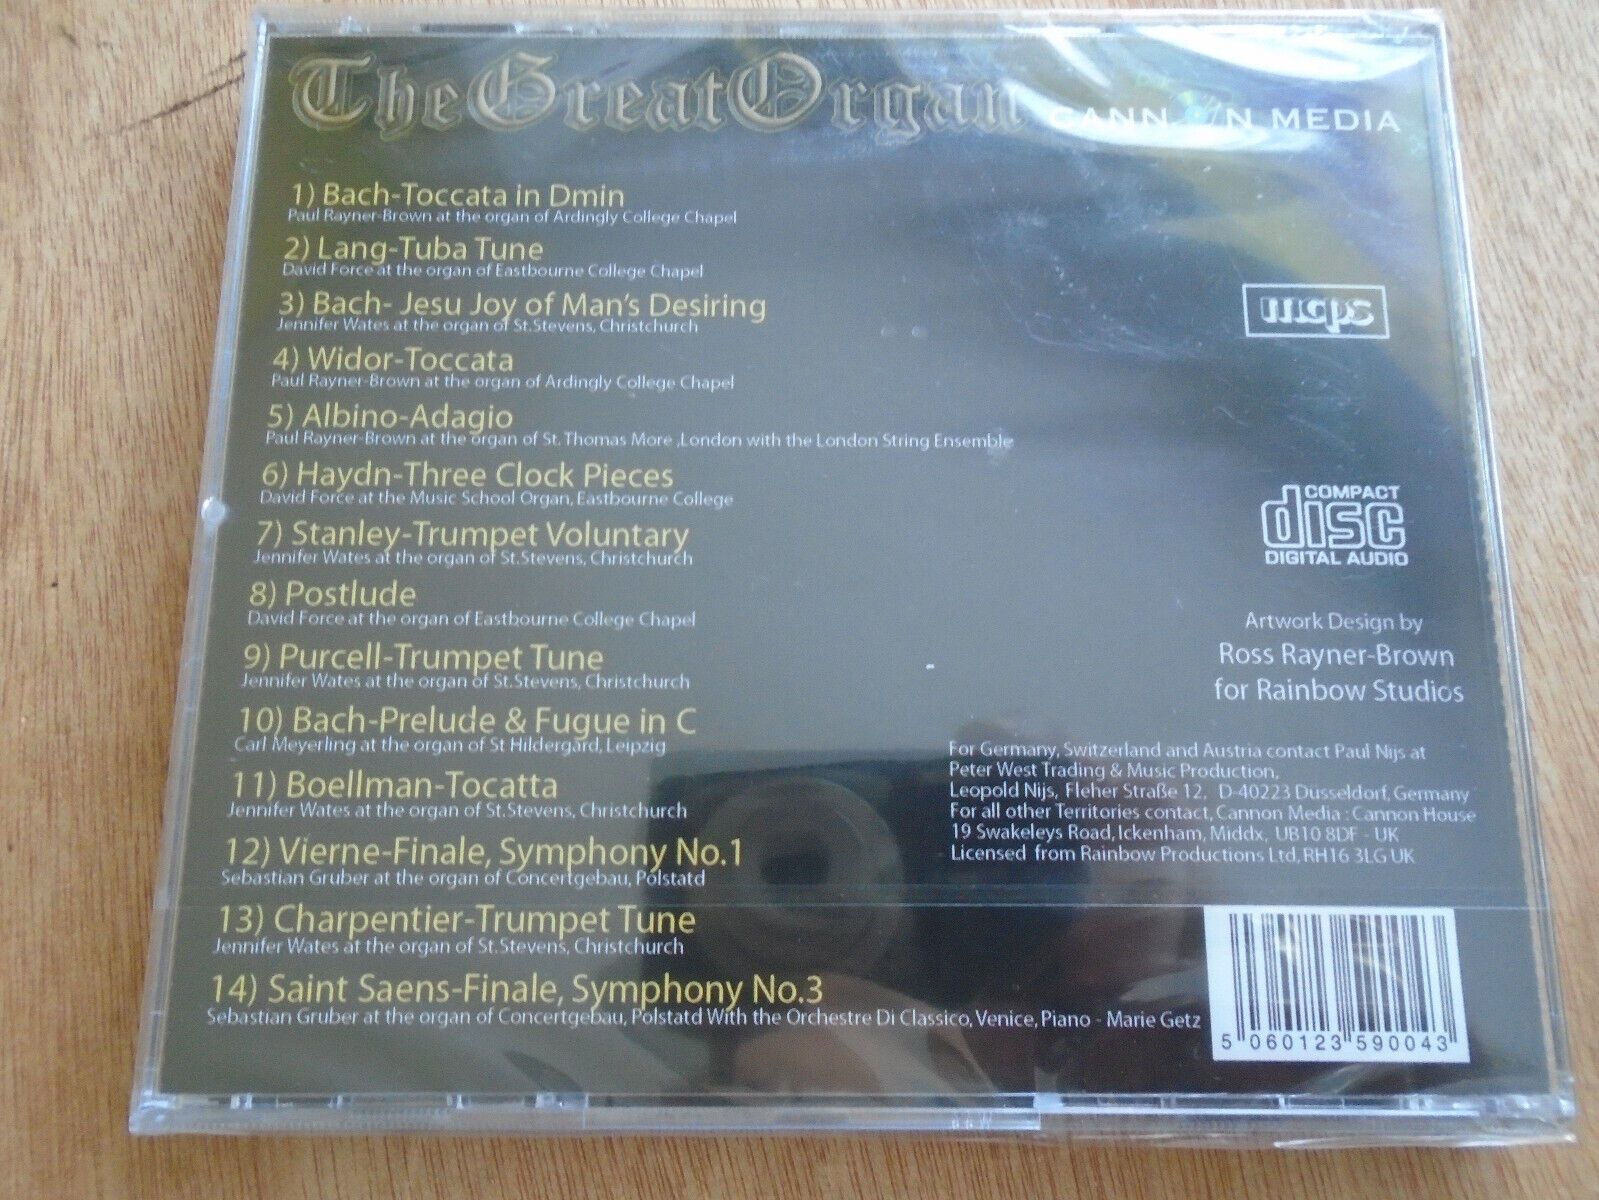 The Great Organ
CANNON MEDIA
1) Bach-Toccata in Dmin
Paul Rayner-Brown at the organ of Ardingly College Chapel
2) Lang-Tuba Tune
David Force at the organ of Eastbourne College Chapel
3) Bach- Jesu Joy of Man's Desiring
Jennifer Wates at the organ of St.Stevens, Christchurch
4) Widor-Toccata
Paul Rayner-Brown at the organ of Ardingly College Chapel
5) Albino-Adagio
Paul Rayner-Brown at the organ of St. Thomas More ,London with the London String Ensemble
6) Haydn-Three Clock Pieces
David Force at the Music School Organ, Eastbourne College
7) Stanley-Trumpet Voluntary
Jennifer Wates at the organ of St.Stevens, Christchurch
8) Postlude
David Force at the organ of Eastbourne College Chapel
9) Purcell-Trumpet Tune
Jennifer Wates at the organ of St.Stevens, Christchurch
10) Bach-Prelude & Fugue in C
Carl Meyerling at the organ of St Hildergard, Leipzig
11) Boellman-Tocatta
Jennifer Wates at the organ of St.Stevens, Christchurch
12) Vierne-Finale, Symphony No.1
Sebastian Gruber at the organ of Concertgebau, Polstatd
13) Charpentier-Trumpet Tune
Jennifer Wates at the organ of St.Stevens, Christchurch
14) Saint Saens-Finale, Symphony No.3
Sebastian Gruber at the organ of Concertgebau, Polstatd With the Orchestre Di Classico, Venice, Piano - Marie Getz
mcps
COMPACT
disc
DIGITAL AUDIO
Artwork Design by
Ross Rayner-Brown
for Rainbow Studios
For Germany, Switzerland and Austria contact Paul Nijs at
Peter West Trading & Music Production,
Leopold Nijs, Fleher Straße 12, D-40223 Dusseldorf, Germany
For all other Territories contact, Cannon Media : Cannon House
19 Swakeleys Road, Ickenham, Middx, UB10 8DF - UK
Licensed from Rainbow Productions Ltd, RH16 3LG UK
5 060123 590043